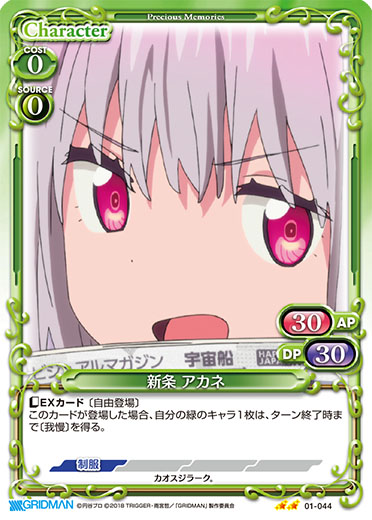 Precious Memories
Character
COST
0
SOURCE
0
アルマガジン 宇宙船
30 AP
DP 30
新条 アカネ
EXカード〔自由登場〕
このカードが登場した場合、自分の緑のキャラ1枚は、ターン終了時ま
で〔我慢〕を得る。
制服
カオスジラーク。
GRIDMAN ©円谷プロ ©2018 TRIGGER・雨宮哲/「GRIDMAN」製作委員会 01-044